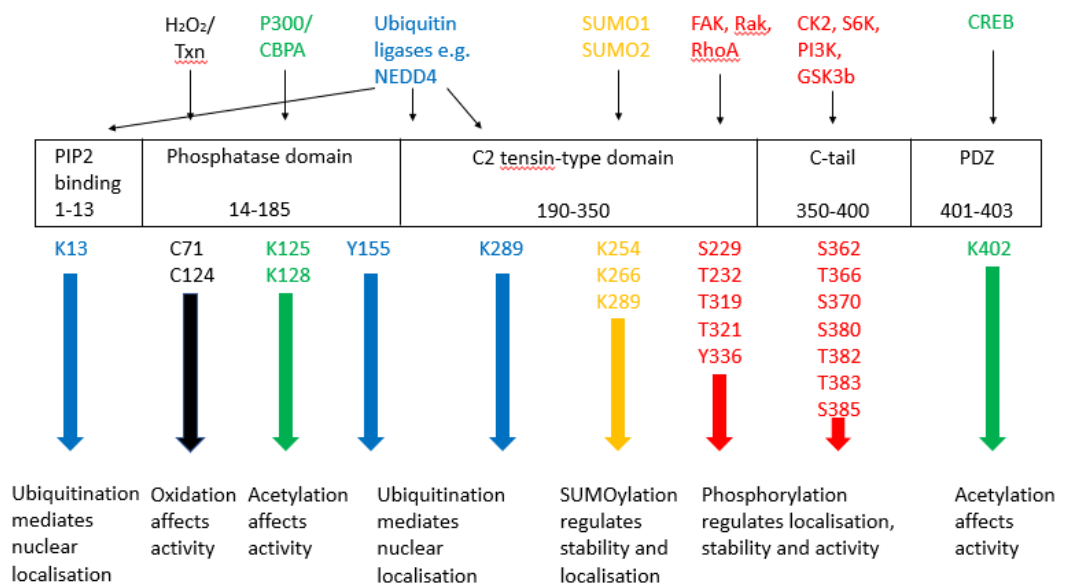 H₂O₂/
Txn
P300/
CBPA
Ubiquitin
ligases e.g.
NEDD4
SUMO1
SUMO2
FAK, Rak,
RhoA
CK2, S6K,
PI3K,
GSK3b
CREB
PIP2
binding
1-13
Phosphatase domain
14-185
C2 tensin-type domain
190-350
C-tail
350-400
PDZ
401-403
K13
C71
C124
K125
K128
Y155
K289
K254
K266
K289
S229
T232
T319
T321
Y336
S362
T366
S370
S380
T382
T383
S385
K402
Ubiquitination
mediates
nuclear
localisation
Oxidation
affects
activity
Acetylation
affects
activity
Ubiquitination
mediates
nuclear
localisation
SUMOylation
regulates
stability and
localisation
Phosphorylation
regulates localisation,
stability and activity
Acetylation
affects
activity